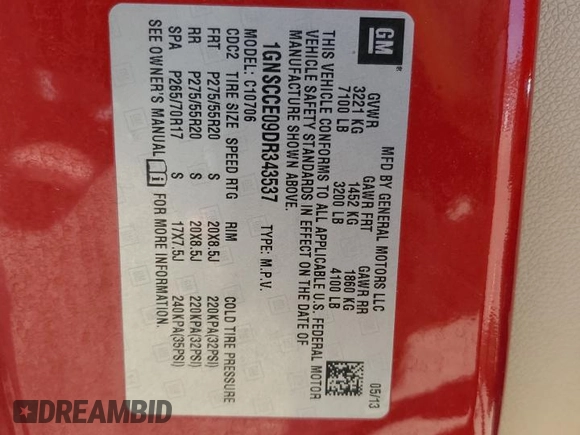 GM
®
MFD BY GENERAL MOTORS LLC
05/13
GVWR GAWR FRT GAWR RR
3221 KG 1452 KG 1860 KG
7100 LB 3200 LB 4100 LB
THIS VEHICLE CONFORMS TO ALL APPLICABLE U.S. FEDERAL MOTOR
VEHICLE SAFETY STANDARDS IN EFFECT ON THE DATE OF
MANUFACTURE SHOWN ABOVE.
1GNSCCE09DR343537 TYPE: M.P.V.
MODEL: C10706
CDC2 TIRE SIZE SPEED RTG RIM COLD TIRE PRESSURE
FRT P275/55R20 S 20X8.5J 220KPA(32PSI)
RR P275/55R20 S 20X8.5J 220KPA(32PSI)
SPA P265/70R17 S 17X7.5J 240KPA(35PSI)
SEE OWNER'S MANUAL i FOR MORE INFORMATION.
DREAMBID